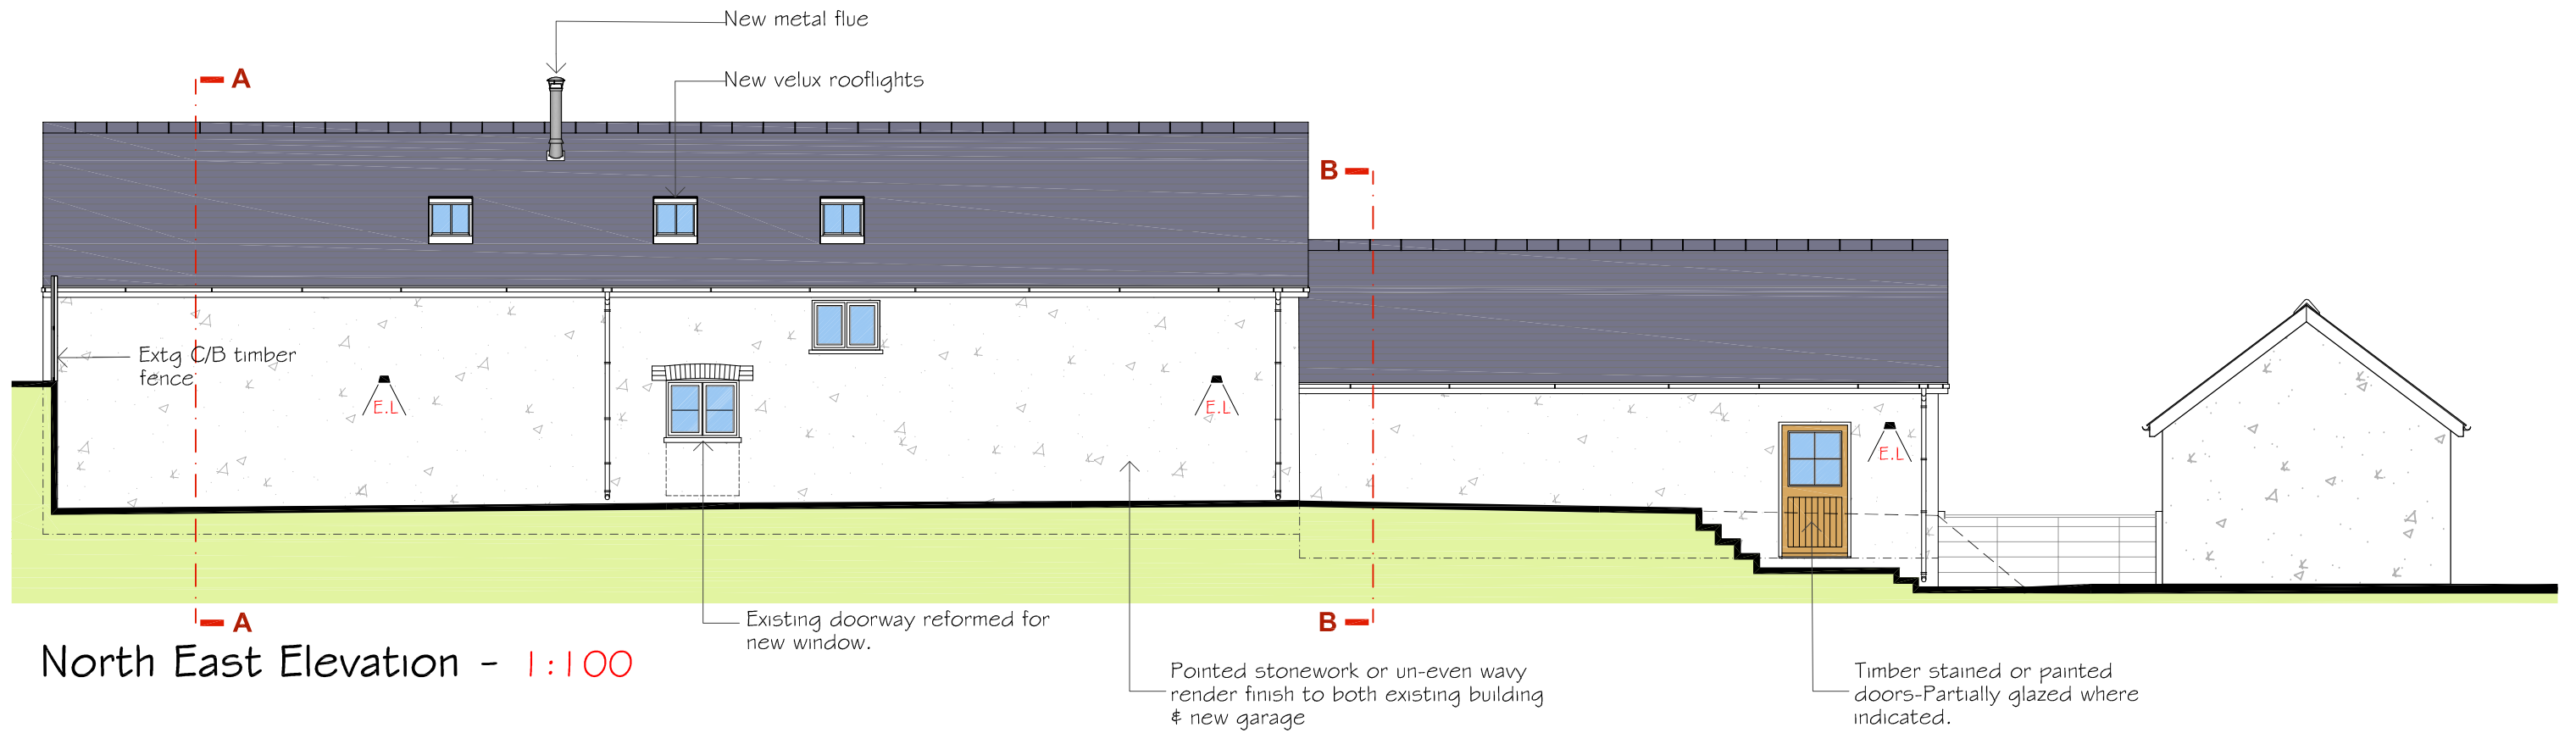 New metal flue
New velux rooflights
A
B
Extg C/B timber
fence
E.L
E.L
E.L
A
B
Existing doorway reformed for
new window.
North East Elevation - 1:100
Pointed stonework or un-even wavy
render finish to both existing building
& new garage
Timber stained or painted
doors-Partially glazed where
indicated.